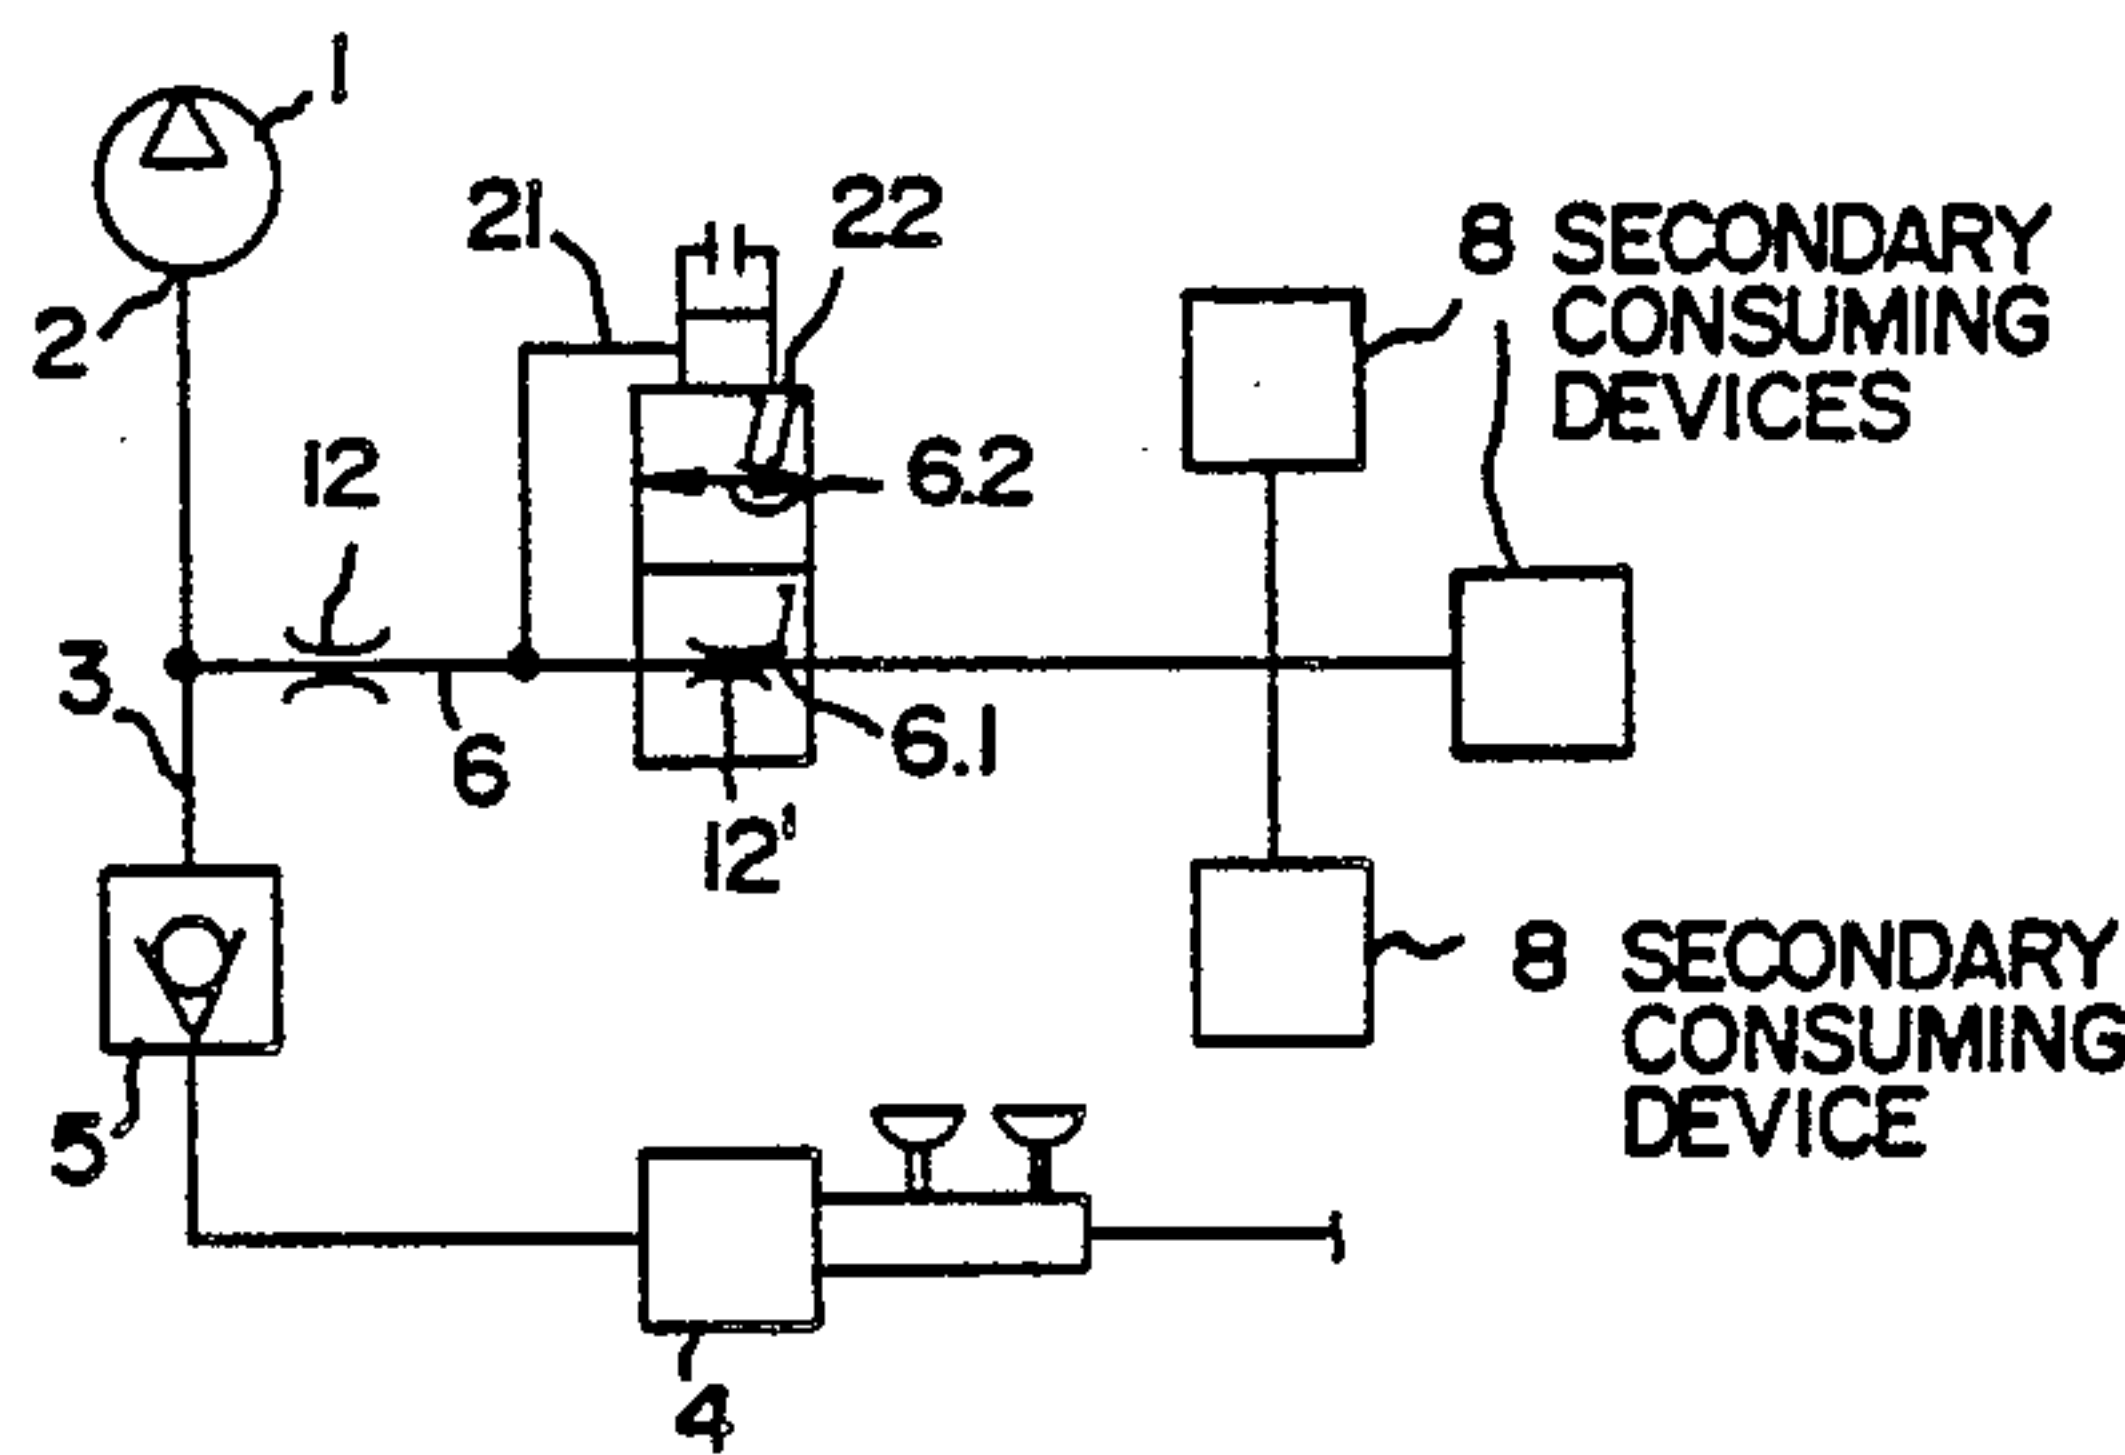 1
21
22
8 SECONDARY
CONSUMING
DEVICES
2
12
6.2
3
6
6.1
12'
8 SECONDARY
CONSUMING
DEVICE
5
4